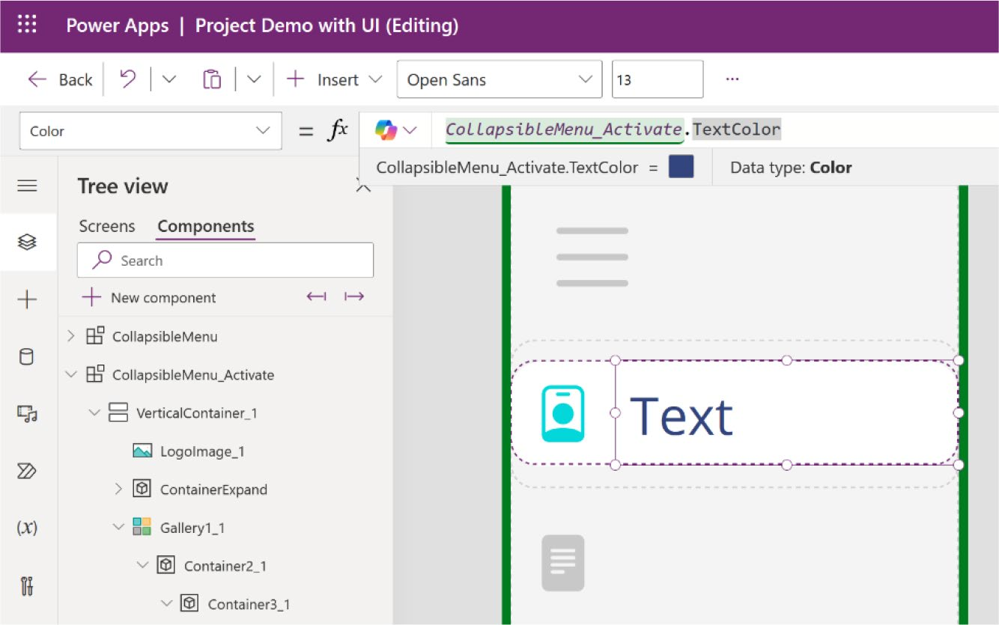 Power Apps | Project Demo with UI (Editing)
Back Insert Open Sans 13 ...
Color = fx CollapsibleMenu_Activate.TextColor
CollapsibleMenu_Activate.TextColor = Data type: Color
Tree view
Screens Components
Search
New component
CollapsibleMenu
CollapsibleMenu_Activate
VerticalContainer_1
LogoImage_1
ContainerExpand
Gallery1_1
Container2_1
Container3_1
(x)
Text